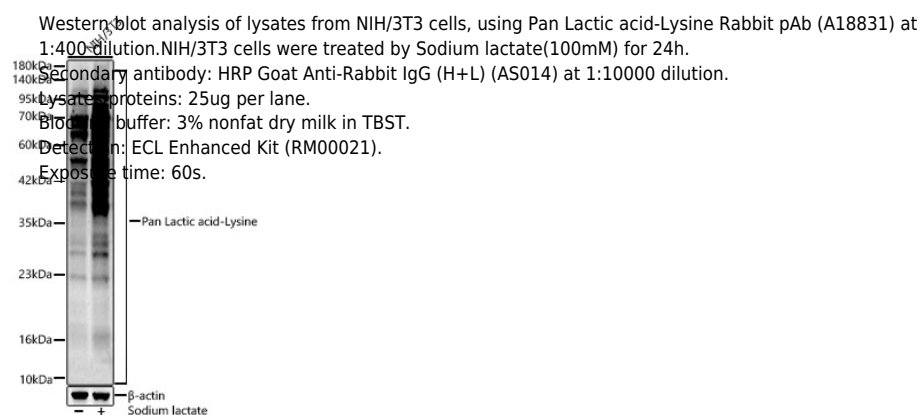 Western blot analysis of lysates from NIH/3T3 cells, using Pan Lactic acid-Lysine Rabbit pAb (A18831) at
1:400 dilution.NIH/3T3 cells were treated by Sodium lactate(100mM) for 24h.
Secondary antibody: HRP Goat Anti-Rabbit IgG (H+L) (AS014) at 1:10000 dilution.
Lysates/proteins: 25ug per lane.
Blocking buffer: 3% nonfat dry milk in TBST.
Detection: ECL Enhanced Kit (RM00021).
Exposure time: 60s.
NIH/3T3
180kDa
140kDa
95kDa
70kDa
60kDa
42kDa
35kDa
Pan Lactic acid-Lysine
23kDa
16kDa
10kDa
β-actin
− + Sodium lactate